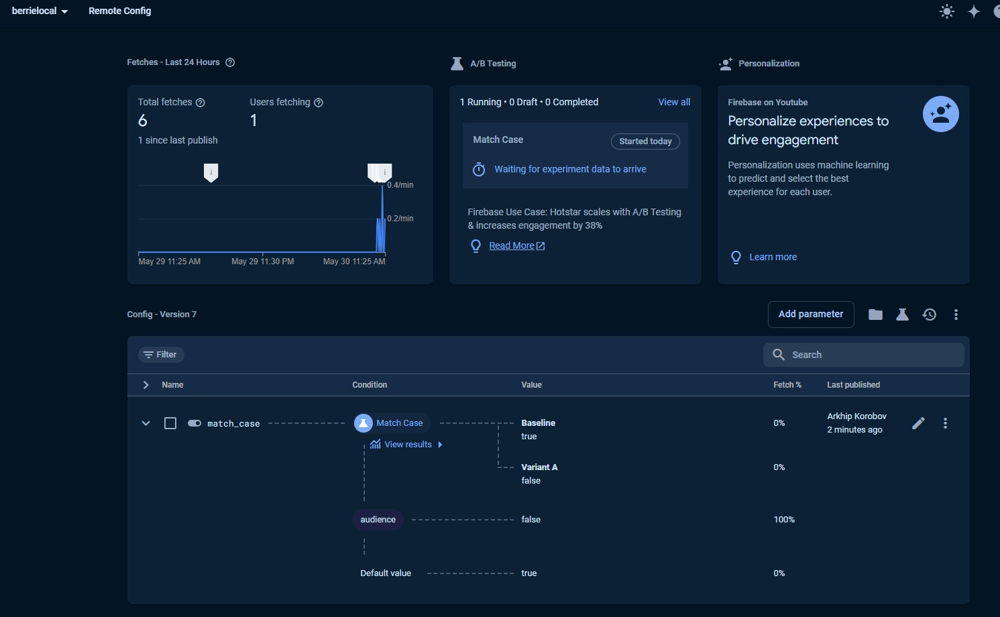 berrielocal
Remote Config
Fetches - Last 24 Hours
Total fetches
6
1 since last publish
Users fetching
1
i
i
0.4/min
0.2/min
May 29 11:25 AM
May 29 11:30 PM
May 30 11:25 AM
A/B Testing
1 Running • 0 Draft • 0 Completed
View all
Match Case
Started today
Waiting for experiment data to arrive
Firebase Use Case: Hotstar scales with A/B Testing
& increases engagement by 38%
Read More
Personalization
Firebase on Youtube
Personalize experiences to
drive engagement
Personalization uses machine learning
to predict and select the best
experience for each user.
Learn more
Config - Version 7
Add parameter
Filter
Search
Name
Condition
Value
Fetch %
Last published
match_case
Match Case
Baseline
true
0%
Arkhip Korobov
2 minutes ago
View results
Variant A
false
0%
audience
false
100%
Default value
true
0%